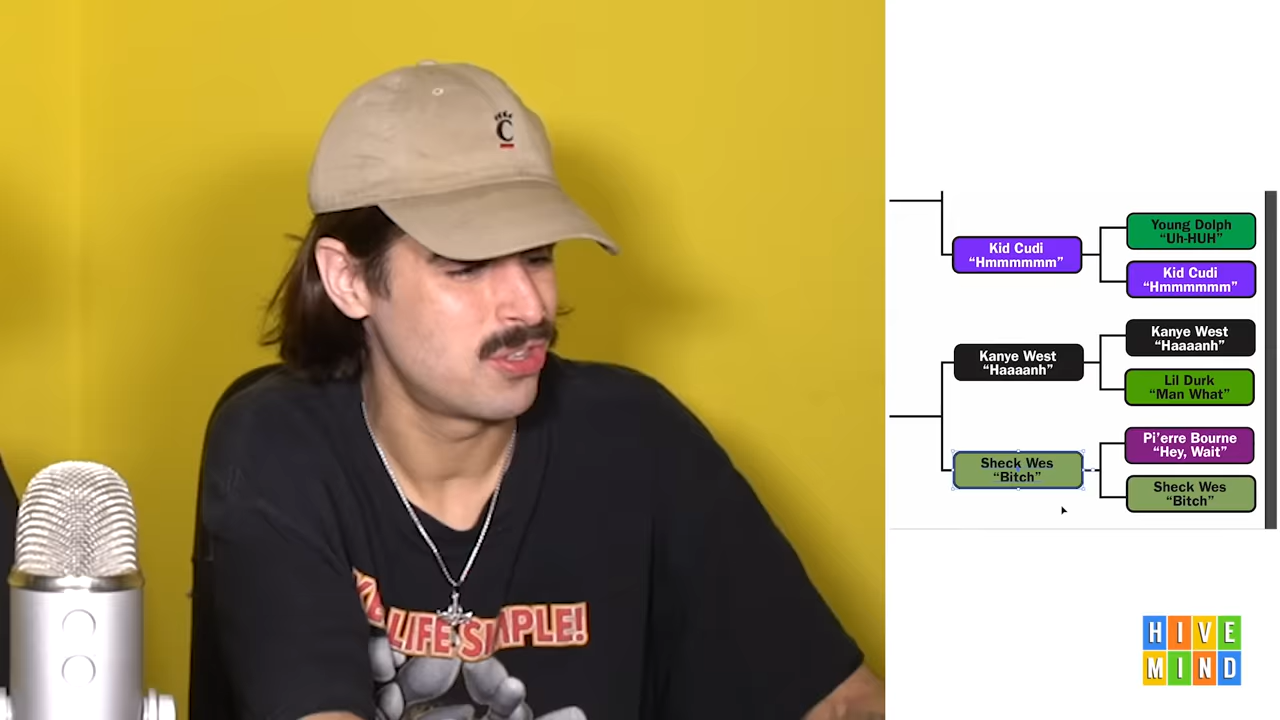 C
LIFE SIMPLE!
Young Dolph
“Uh-HUH”
Kid Cudi
“Hmmmmmm”
Kid Cudi
“Hmmmmmm”
Kanye West
“Haaaanh”
Kanye West
“Haaaanh”
Lil Durk
“Man What”
Pi’erre Bourne
“Hey, Wait”
Sheck Wes
“Bitch”
Sheck Wes
“Bitch”
HIVE
MIND